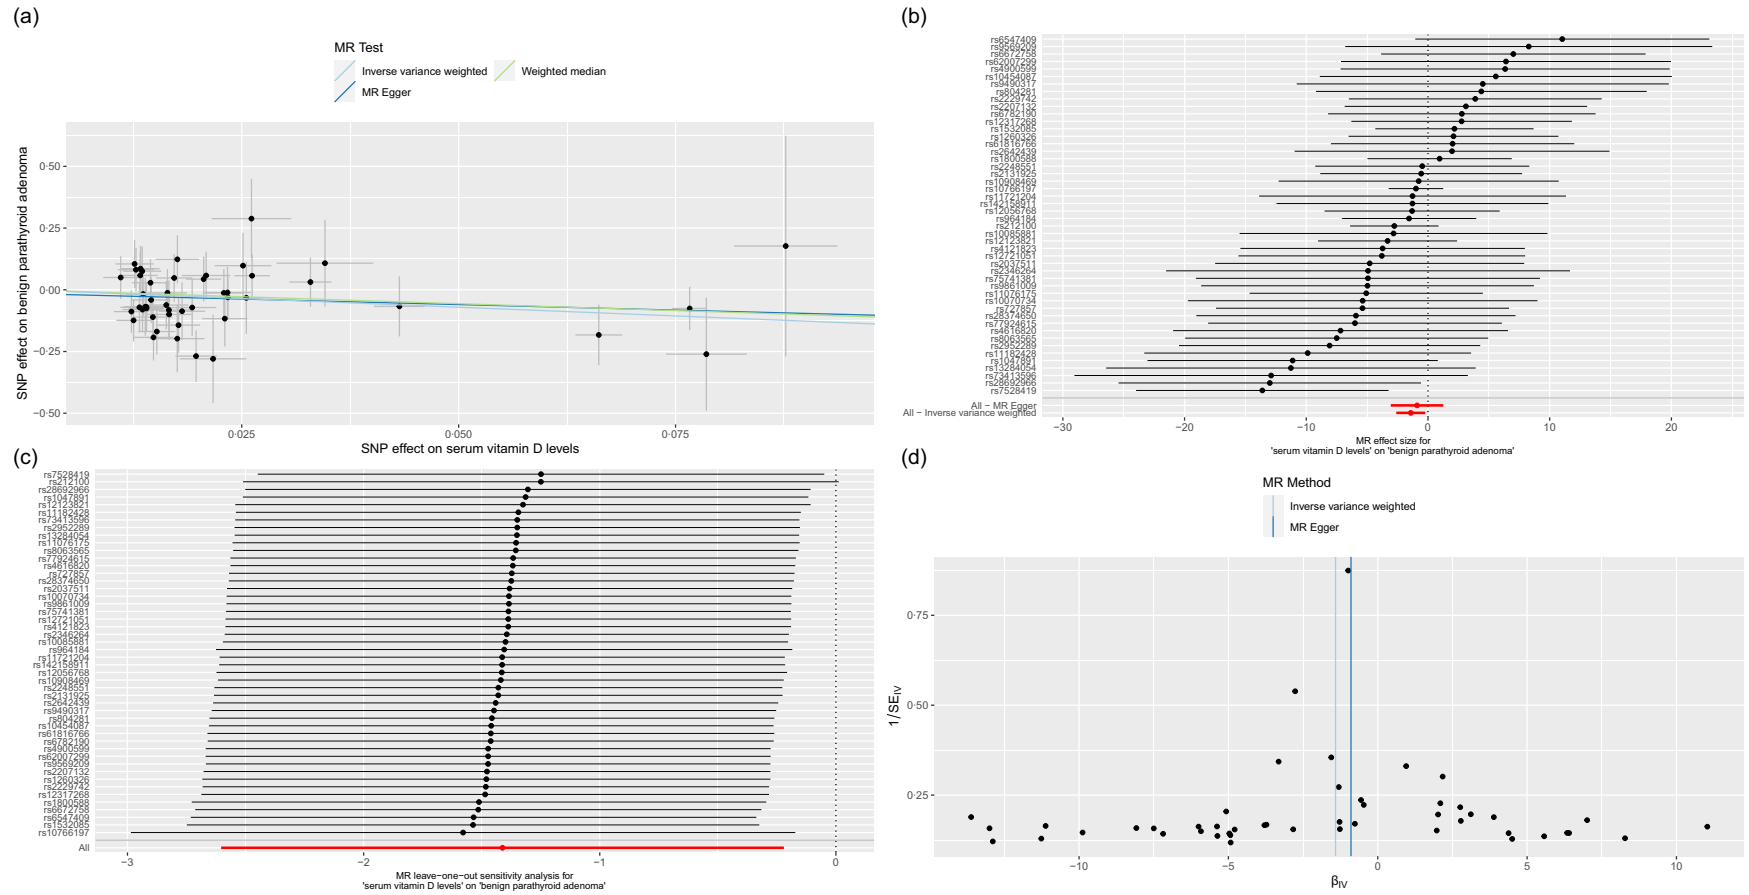 (a)
MR Test
Inverse variance weighted
Weighted median
MR Egger
SNP effect on benign parathyroid adenoma
0·50
0·25
0·00
−0·25
−0·50
0·025
0·050
0·075
SNP effect on serum vitamin D levels
(b)
rs6547409
rs9569209
rs6672758
rs62007299
rs4900599
rs10454087
rs9490317
rs804281
rs2229742
rs2207132
rs6782190
rs12317268
rs1532085
rs1260326
rs61816766
rs2642439
rs1800588
rs2248551
rs2131925
rs10908469
rs10766197
rs11721204
rs142158911
rs12056768
rs964184
rs212100
rs10085881
rs12123821
rs4121823
rs12721051
rs2037511
rs2346264
rs75741381
rs9861009
rs11076175
rs10070734
rs727857
rs28374650
rs77924615
rs4616820
rs8063565
rs2952289
rs11182428
rs1047891
rs13284054
rs73413596
rs28692966
rs7528419
All − MR Egger
All − Inverse variance weighted
−30
−20
−10
0
10
20
MR effect size for
'serum vitamin D levels' on 'benign parathyroid adenoma'
(c)
rs7528419
rs212100
rs28692966
rs1047891
rs12123821
rs11182428
rs73413596
rs2952289
rs13284054
rs11076175
rs8063565
rs77924615
rs4616820
rs727857
rs28374650
rs2037511
rs10070734
rs9861009
rs75741381
rs12721051
rs4121823
rs2346264
rs10085881
rs964184
rs11721204
rs142158911
rs12056768
rs10908469
rs2248551
rs2131925
rs2642439
rs9490317
rs804281
rs10454087
rs61816766
rs6782190
rs4900599
rs62007299
rs9569209
rs2207132
rs1260326
rs2229742
rs12317268
rs1800588
rs6672758
rs6547409
rs1532085
rs10766197
All
−3
−2
−1
0
MR leave−one−out sensitivity analysis for
'serum vitamin D levels' on 'benign parathyroid adenoma'
(d)
MR Method
Inverse variance weighted
MR Egger
1/SE_IV
0·75
0·50
0·25
−10
−5
0
5
10
β_IV